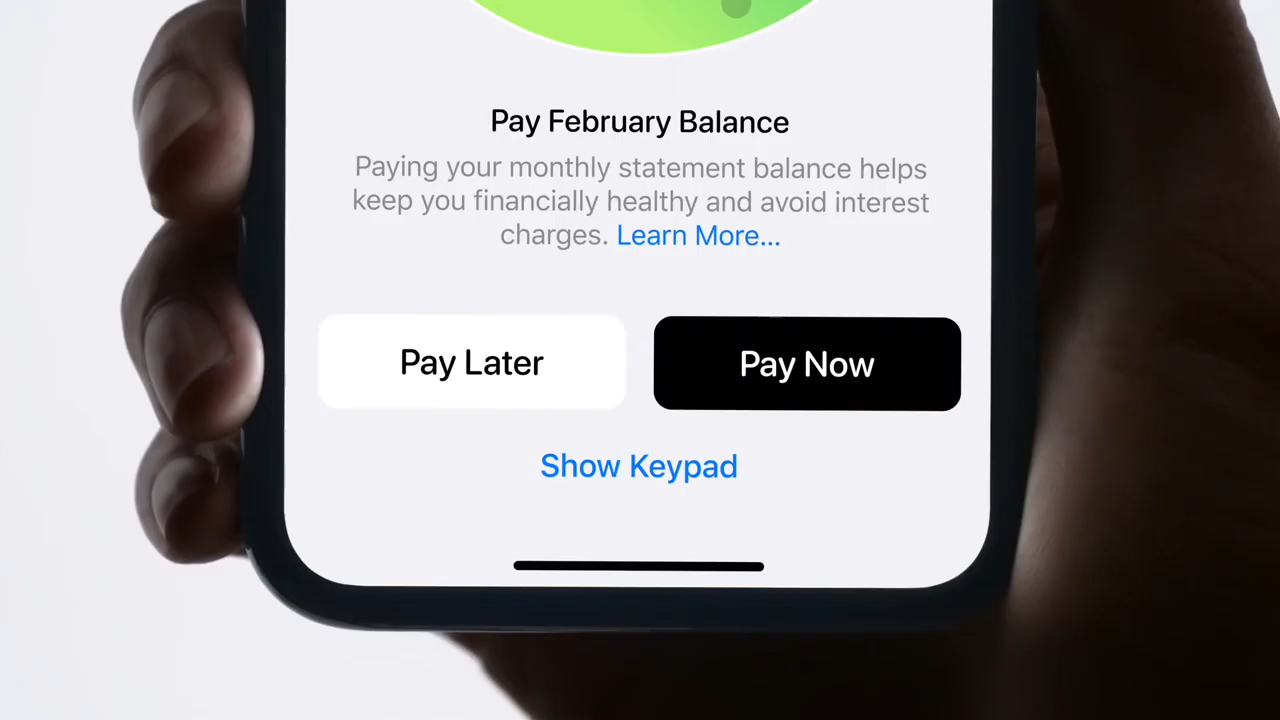 Pay February Balance
Paying your monthly statement balance helps
keep you financially healthy and avoid interest
charges. Learn More...
Pay Later
Pay Now
Show Keypad